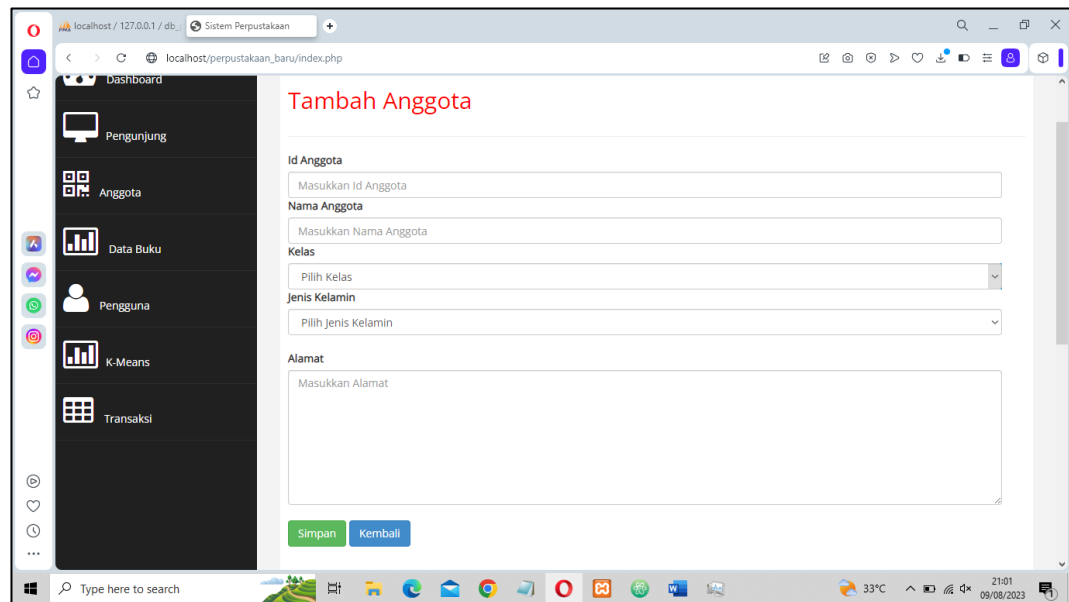 localhost / 127.0.0.1 / db_
Sistem Perpustakaan
localhost/perpustakaan_baru/index.php
Dashboard
Pengunjung
Anggota
Data Buku
Pengguna
K-Means
Transaksi
Tambah Anggota
Id Anggota
Masukkan Id Anggota
Nama Anggota
Masukkan Nama Anggota
Kelas
Pilih Kelas
Jenis Kelamin
Pilih Jenis Kelamin
Alamat
Masukkan Alamat
Simpan
Kembali
Type here to search
33°C
21:01
09/08/2023